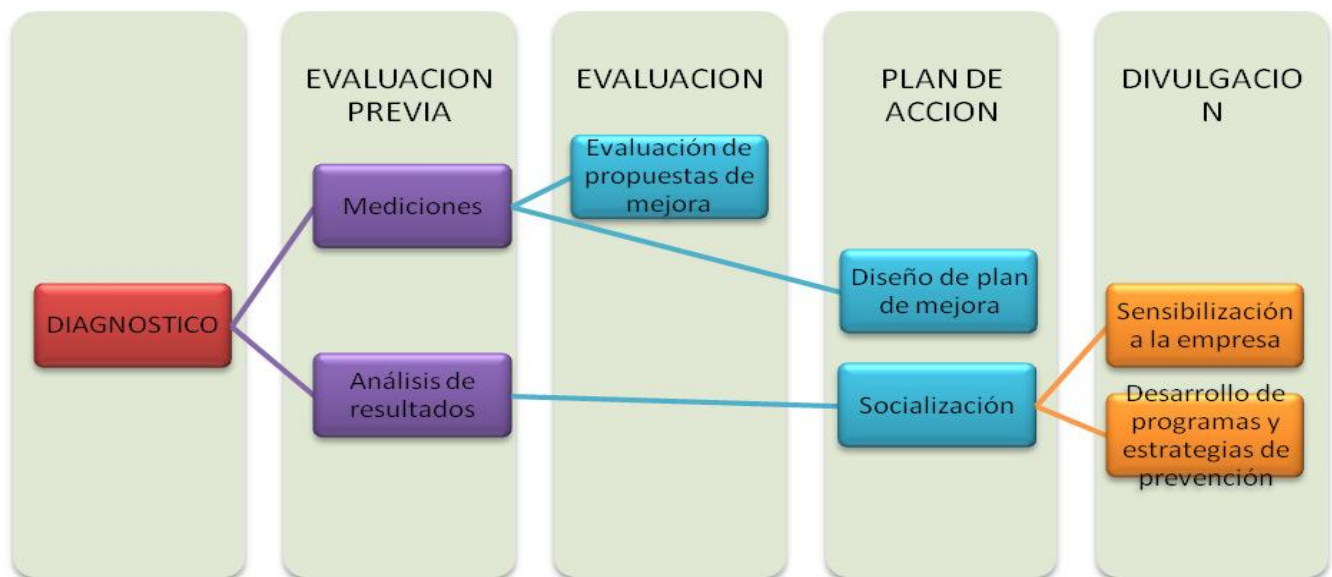 EVALUACION
PREVIA
EVALUACION
PLAN DE
ACCION
DIVULGACIO
N
DIAGNOSTICO
Mediciones
Análisis de
resultados
Evaluación de
propuestas de
mejora
Diseño de plan
de mejora
Socialización
Sensibilización
a la empresa
Desarrollo de
programas y
estrategias de
prevención